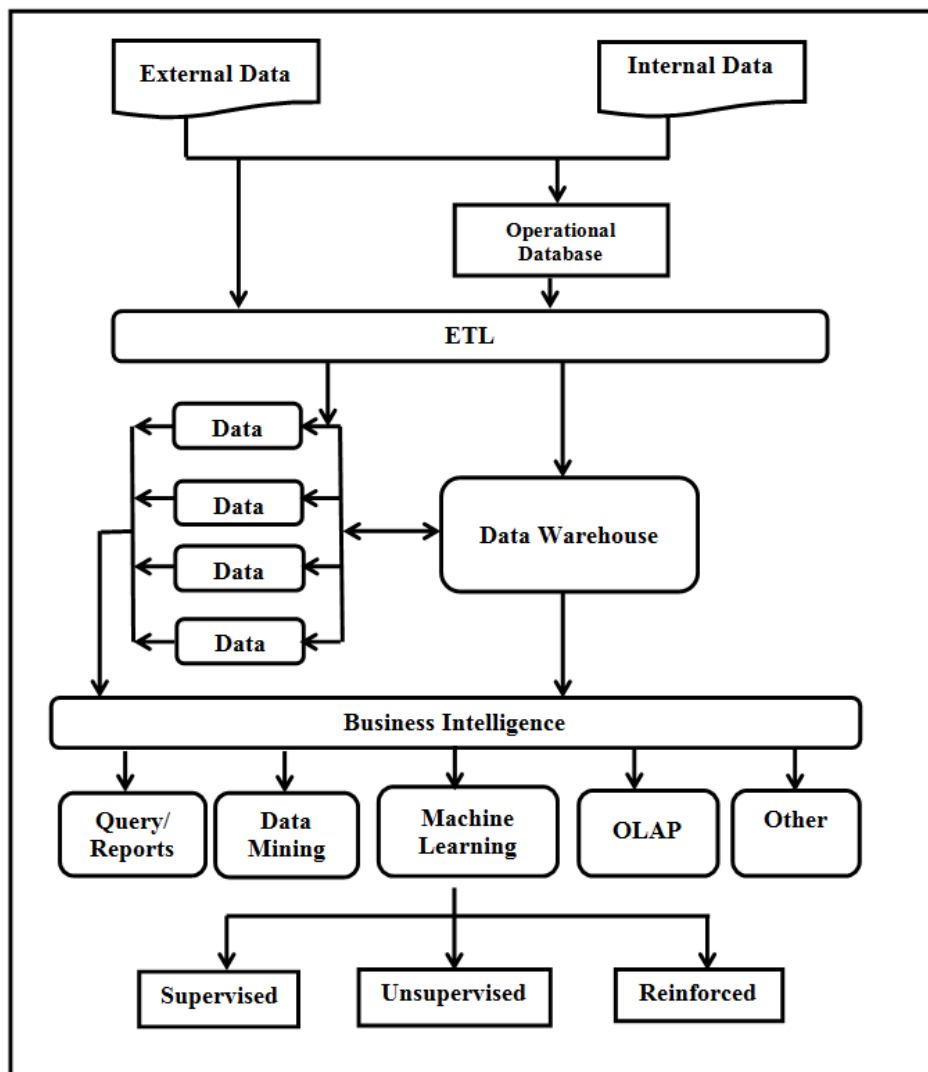 External Data
Internal Data
Operational
Database
ETL
Data
Data
Data
Data
Data Warehouse
Business Intelligence
Query/
Reports
Data
Mining
Machine
Learning
OLAP
Other
Supervised
Unsupervised
Reinforced